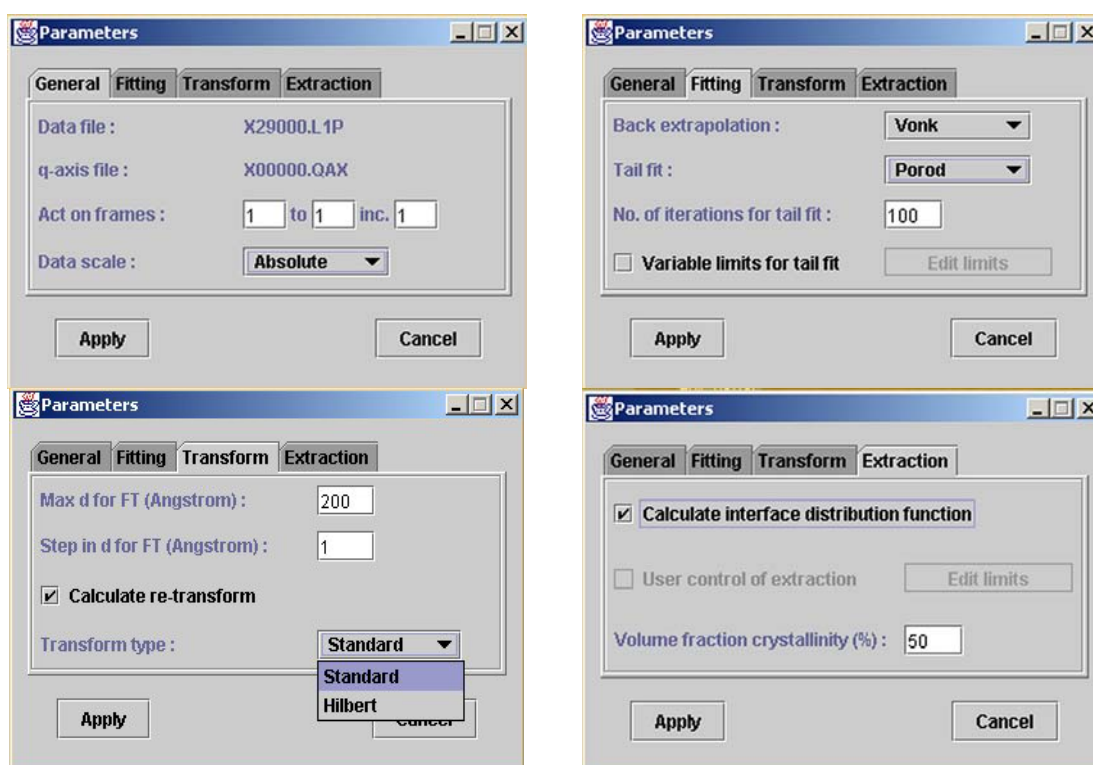 Parameters
General Fitting Transform Extraction
Data file : X29000.L1P
q-axis file : X00000.QAX
Act on frames : 1 to 1 inc. 1
Data scale : Absolute
Apply Cancel
Parameters
General Fitting Transform Extraction
Back extrapolation : Vonk
Tail fit : Porod
No. of iterations for tail fit : 100
Variable limits for tail fit Edit limits
Apply Cancel
Parameters
General Fitting Transform Extraction
Max d for FT (Angstrom) : 200
Step in d for FT (Angstrom) : 1
Calculate re-transform
Transform type : Standard
Standard
Hilbert
Apply Cancel
Parameters
General Fitting Transform Extraction
Calculate interface distribution function
User control of extraction Edit limits
Volume fraction crystallinity (%) : 50
Apply Cancel